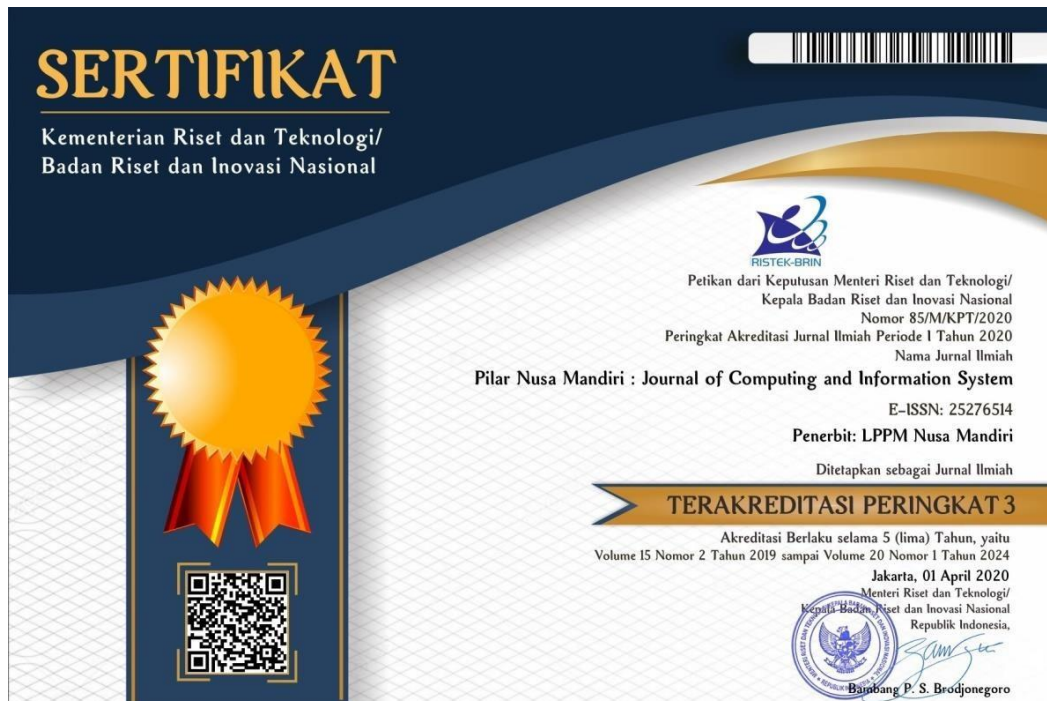 SERTIFIKAT
Kementerian Riset dan Teknologi/
Badan Riset dan Inovasi Nasional
RISTEK-BRIN
Petikan dari Keputusan Menteri Riset dan Teknologi/
Kepala Badan Riset dan Inovasi Nasional
Nomor 85/M/KPT/2020
Peringkat Akreditasi Jurnal Ilmiah Periode I Tahun 2020
Nama Jurnal Ilmiah
Pilar Nusa Mandiri : Journal of Computing and Information System
E-ISSN: 25276514
Penerbit: LPPM Nusa Mandiri
Ditetapkan sebagai Jurnal Ilmiah
TERAKREDITASI PERINGKAT 3
Akreditasi Berlaku selama 5 (lima) Tahun, yaitu
Volume 15 Nomor 2 Tahun 2019 sampai Volume 20 Nomor 1 Tahun 2024
Jakarta, 01 April 2020
Menteri Riset dan Teknologi/
Kepala Badan Riset dan Inovasi Nasional
Republik Indonesia,
Bambang P. S. Brodjonegoro